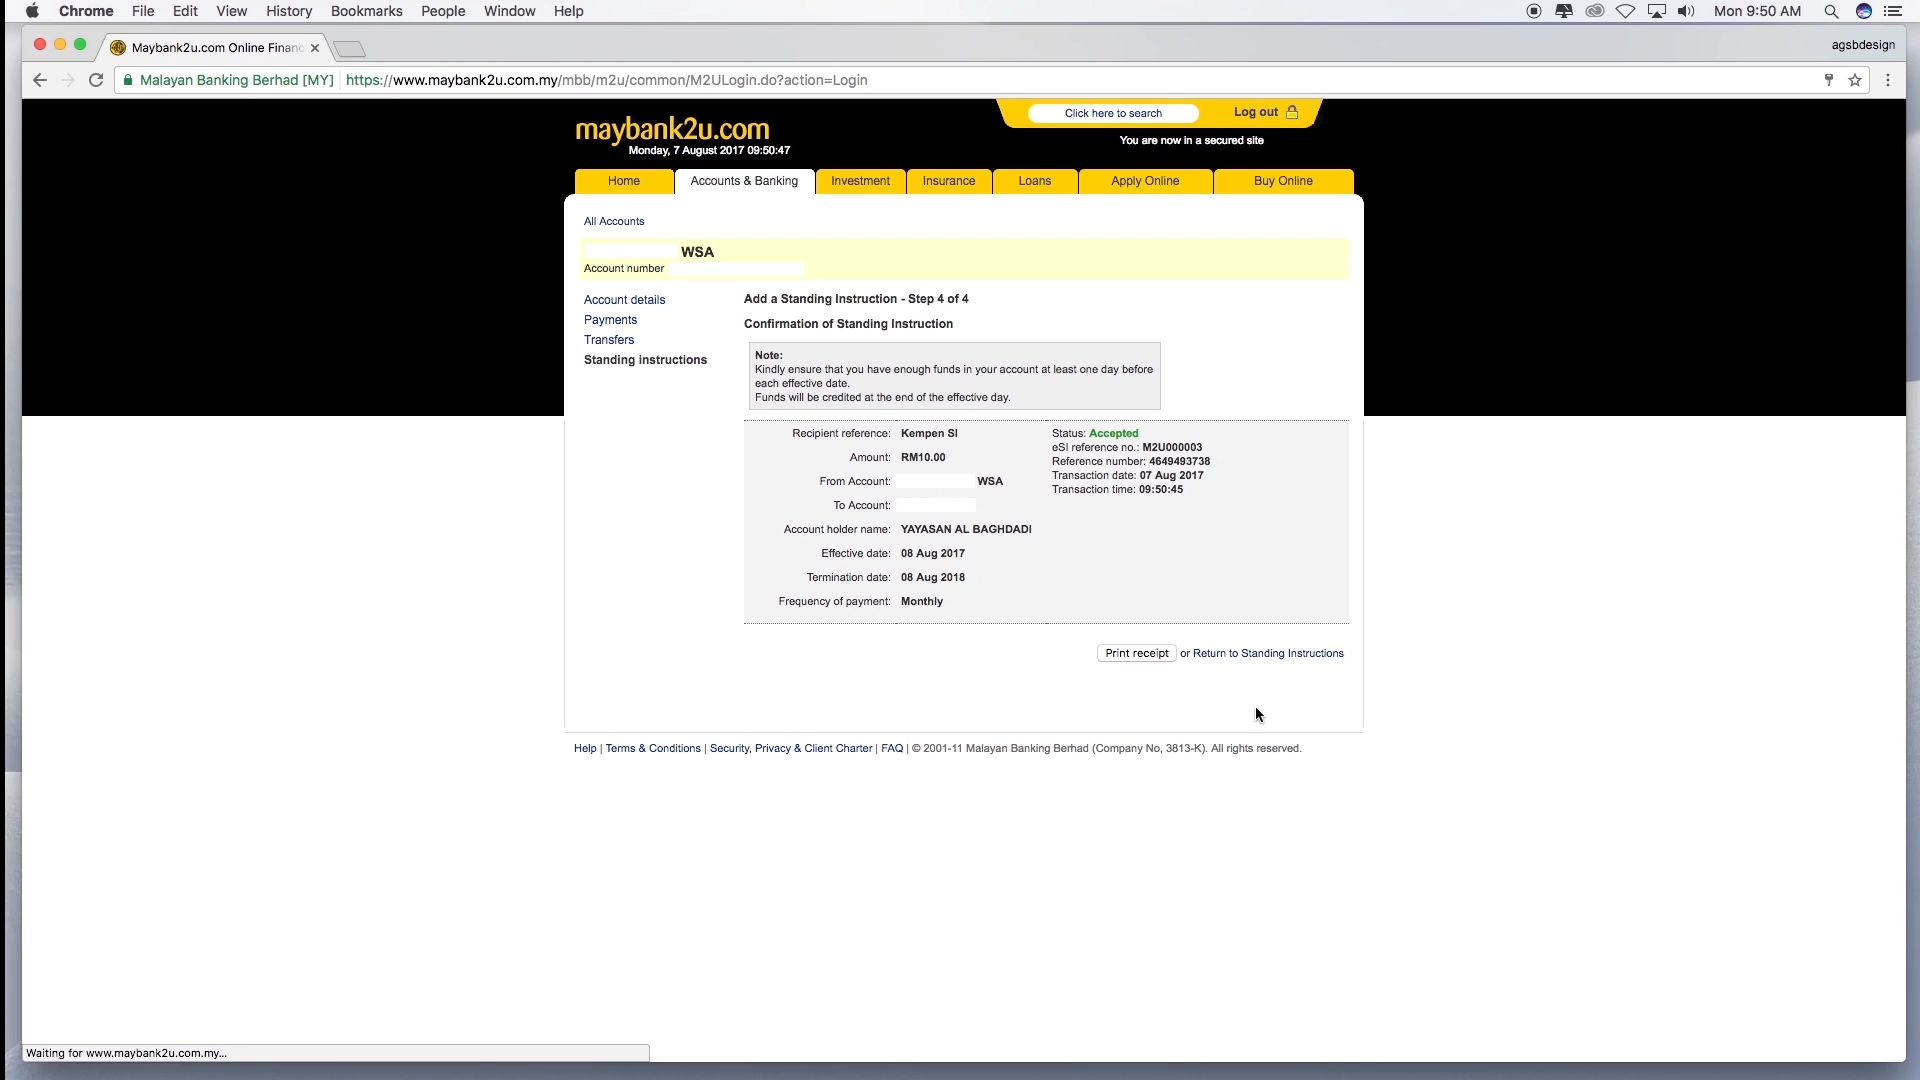 Chrome File Edit View History Bookmarks People Window Help Mon 9:50 AM
Maybank2u.com Online Financ
agsbdesign
Malayan Banking Berhad [MY] https://www.maybank2u.com.my/mbb/m2u/common/M2ULogin.do?action=Login
Click here to search Log out
maybank2u.com
You are now in a secured site
Monday, 7 August 2017 09:50:47
Home Accounts & Banking Investment Insurance Loans Apply Online Buy Online
All Accounts
WSA
Account number
Account details
Payments
Transfers
Standing instructions
Add a Standing Instruction - Step 4 of 4
Confirmation of Standing Instruction
Note:
Kindly ensure that you have enough funds in your account at least one day before
each effective date.
Funds will be credited at the end of the effective day.
Recipient reference: Kempen SI
Amount: RM10.00
From Account: WSA
To Account:
Account holder name: YAYASAN AL BAGHDADI
Effective date: 08 Aug 2017
Termination date: 08 Aug 2018
Frequency of payment: Monthly
Status: Accepted
eSI reference no.: M2U000003
Reference number: 4649493738
Transaction date: 07 Aug 2017
Transaction time: 09:50:45
Print receipt or Return to Standing Instructions
Help | Terms & Conditions | Security, Privacy & Client Charter | FAQ | © 2001-11 Malayan Banking Berhad (Company No, 3813-K). All rights reserved.
Waiting for www.maybank2u.com.my...